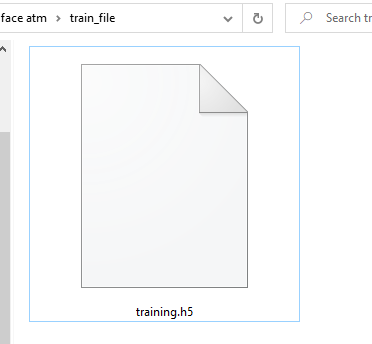 face atm > train_file
Search tr
training.h5